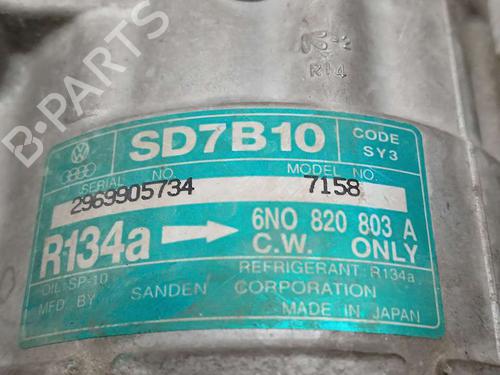 B-PARTS
R14
SD7B10
CODE
SY3
SERIAL NO.
MODEL NO.
2969905734
7158
R134a
6N0 820 803 A
C.W. ONLY
OIL:SP-10
REFRIGERANT R134a
MFD BY SANDEN CORPORATION
MADE IN JAPAN